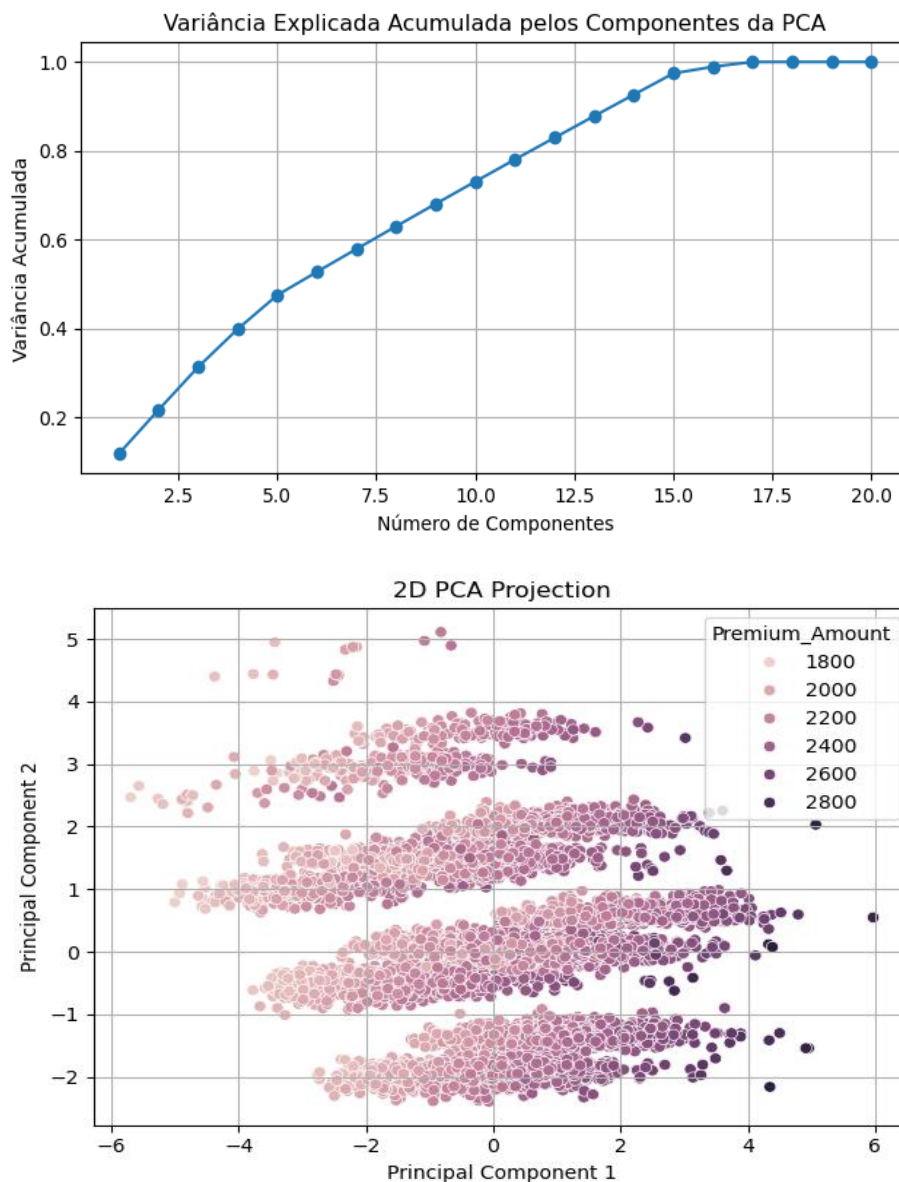 Variância Explicada Acumulada pelos Componentes da PCA
1.0
0.8
0.6
0.4
0.2
Variância Acumulada
2.5 5.0 7.5 10.0 12.5 15.0 17.5 20.0
Número de Componentes
2D PCA Projection
5
4
3
2
1
0
−1
−2
Principal Component 2
Premium_Amount
1800
2000
2200
2400
2600
2800
−6 −4 −2 0 2 4 6
Principal Component 1